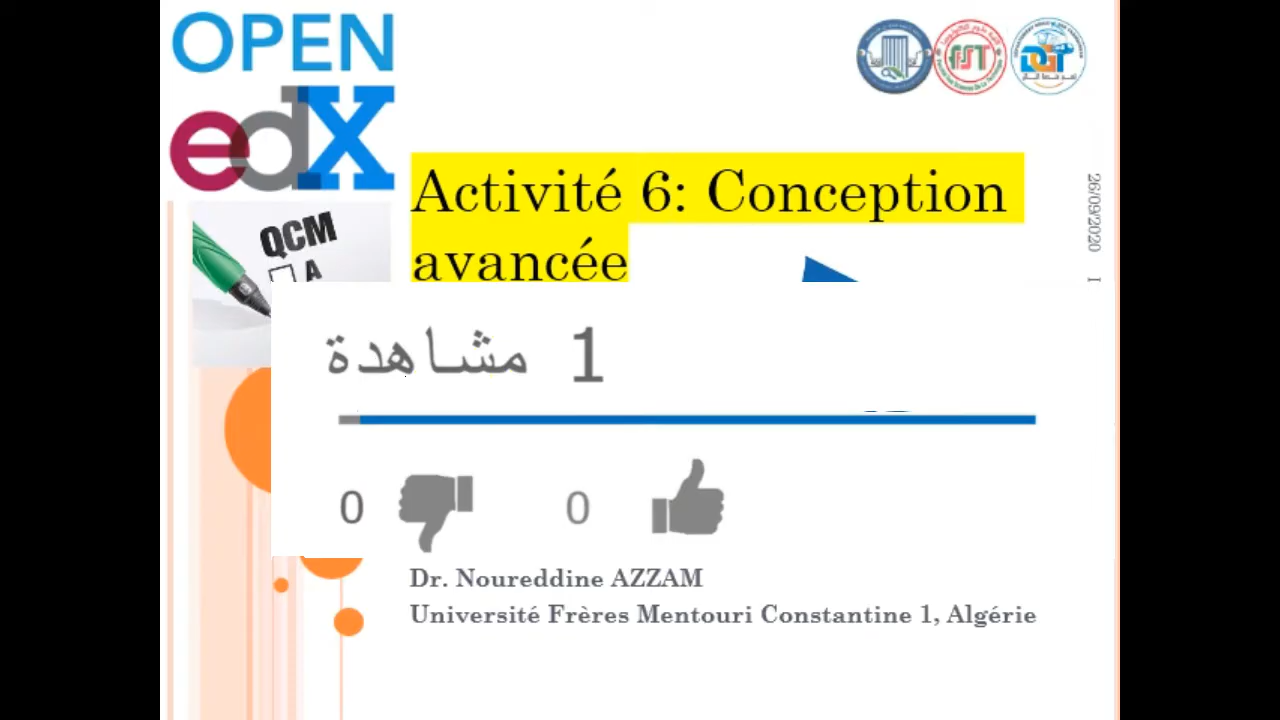 OPEN
edX
Activité 6: Conception
avancée
26/09/2020
QCM
A
1 مشاهدة
0 0
Dr. Noureddine AZZAM
Université Frères Mentouri Constantine 1, Algérie